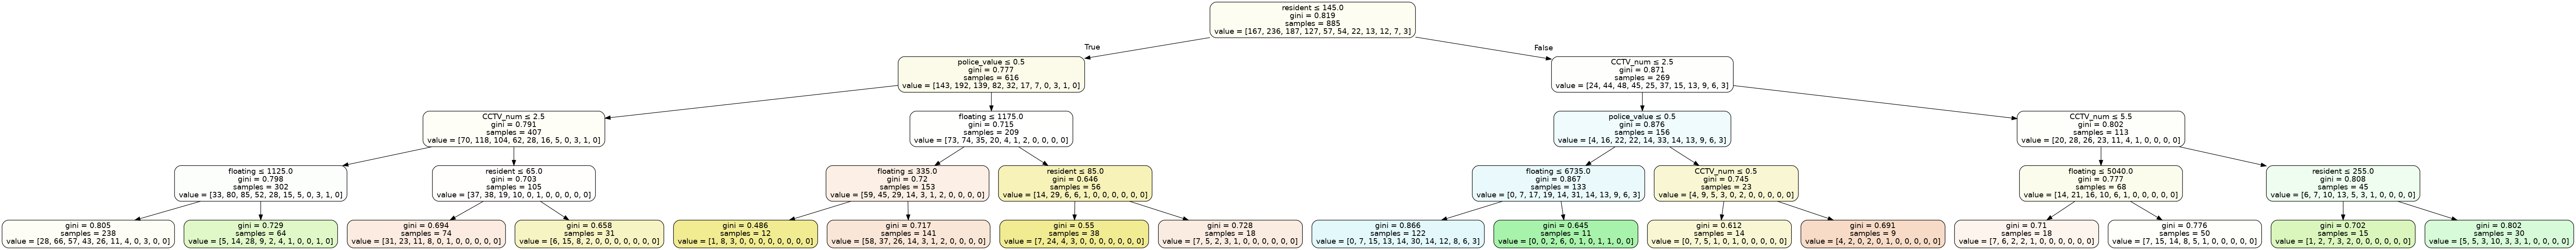 resident ≤ 145.0
gini = 0.819
samples = 885
value = [167, 236, 187, 127, 57, 54, 22, 13, 12, 7, 3]
True
False
police_value ≤ 0.5
gini = 0.777
samples = 616
value = [143, 192, 139, 82, 32, 17, 7, 0, 3, 1, 0]
CCTV_num ≤ 2.5
gini = 0.871
samples = 269
value = [24, 44, 48, 45, 25, 37, 15, 13, 9, 6, 3]
CCTV_num ≤ 2.5
gini = 0.791
samples = 407
value = [70, 118, 104, 62, 28, 16, 5, 0, 3, 1, 0]
floating ≤ 1175.0
gini = 0.715
samples = 209
value = [73, 74, 35, 20, 4, 1, 2, 0, 0, 0, 0]
police_value ≤ 0.5
gini = 0.876
samples = 156
value = [4, 16, 22, 22, 14, 33, 14, 13, 9, 6, 3]
CCTV_num ≤ 5.5
gini = 0.802
samples = 113
value = [20, 28, 26, 23, 11, 4, 1, 0, 0, 0, 0]
floating ≤ 1125.0
gini = 0.798
samples = 302
value = [33, 80, 85, 52, 28, 15, 5, 0, 3, 1, 0]
resident ≤ 65.0
gini = 0.703
samples = 105
value = [37, 38, 19, 10, 0, 1, 0, 0, 0, 0, 0]
floating ≤ 335.0
gini = 0.72
samples = 153
value = [59, 45, 29, 14, 3, 1, 2, 0, 0, 0, 0]
resident ≤ 85.0
gini = 0.646
samples = 56
value = [14, 29, 6, 6, 1, 0, 0, 0, 0, 0, 0]
floating ≤ 6735.0
gini = 0.867
samples = 133
value = [0, 7, 17, 19, 14, 31, 14, 13, 9, 6, 3]
CCTV_num ≤ 0.5
gini = 0.745
samples = 23
value = [4, 9, 5, 3, 0, 2, 0, 0, 0, 0, 0]
floating ≤ 5040.0
gini = 0.777
samples = 68
value = [14, 21, 16, 10, 6, 1, 0, 0, 0, 0, 0]
resident ≤ 255.0
gini = 0.808
samples = 45
value = [6, 7, 10, 13, 5, 3, 1, 0, 0, 0, 0]
gini = 0.805
samples = 238
value = [28, 66, 57, 43, 26, 11, 4, 0, 3, 0, 0]
gini = 0.729
samples = 64
value = [5, 14, 28, 9, 2, 4, 1, 0, 0, 1, 0]
gini = 0.694
samples = 74
value = [31, 23, 11, 8, 0, 1, 0, 0, 0, 0, 0]
gini = 0.658
samples = 31
value = [6, 15, 8, 2, 0, 0, 0, 0, 0, 0, 0]
gini = 0.486
samples = 12
value = [1, 8, 3, 0, 0, 0, 0, 0, 0, 0, 0]
gini = 0.717
samples = 141
value = [58, 37, 26, 14, 3, 1, 2, 0, 0, 0, 0]
gini = 0.55
samples = 38
value = [7, 24, 4, 3, 0, 0, 0, 0, 0, 0, 0]
gini = 0.728
samples = 18
value = [7, 5, 2, 3, 1, 0, 0, 0, 0, 0, 0]
gini = 0.866
samples = 122
value = [0, 7, 15, 13, 14, 30, 14, 12, 8, 6, 3]
gini = 0.645
samples = 11
value = [0, 0, 2, 6, 0, 1, 0, 1, 1, 0, 0]
gini = 0.612
samples = 14
value = [0, 7, 5, 1, 0, 1, 0, 0, 0, 0, 0]
gini = 0.691
samples = 9
value = [4, 2, 0, 2, 0, 1, 0, 0, 0, 0, 0]
gini = 0.71
samples = 18
value = [7, 6, 2, 2, 1, 0, 0, 0, 0, 0, 0]
gini = 0.776
samples = 50
value = [7, 15, 14, 8, 5, 1, 0, 0, 0, 0, 0]
gini = 0.702
samples = 15
value = [1, 2, 7, 3, 2, 0, 0, 0, 0, 0, 0]
gini = 0.802
samples = 30
value = [5, 5, 3, 10, 3, 3, 1, 0, 0, 0, 0]